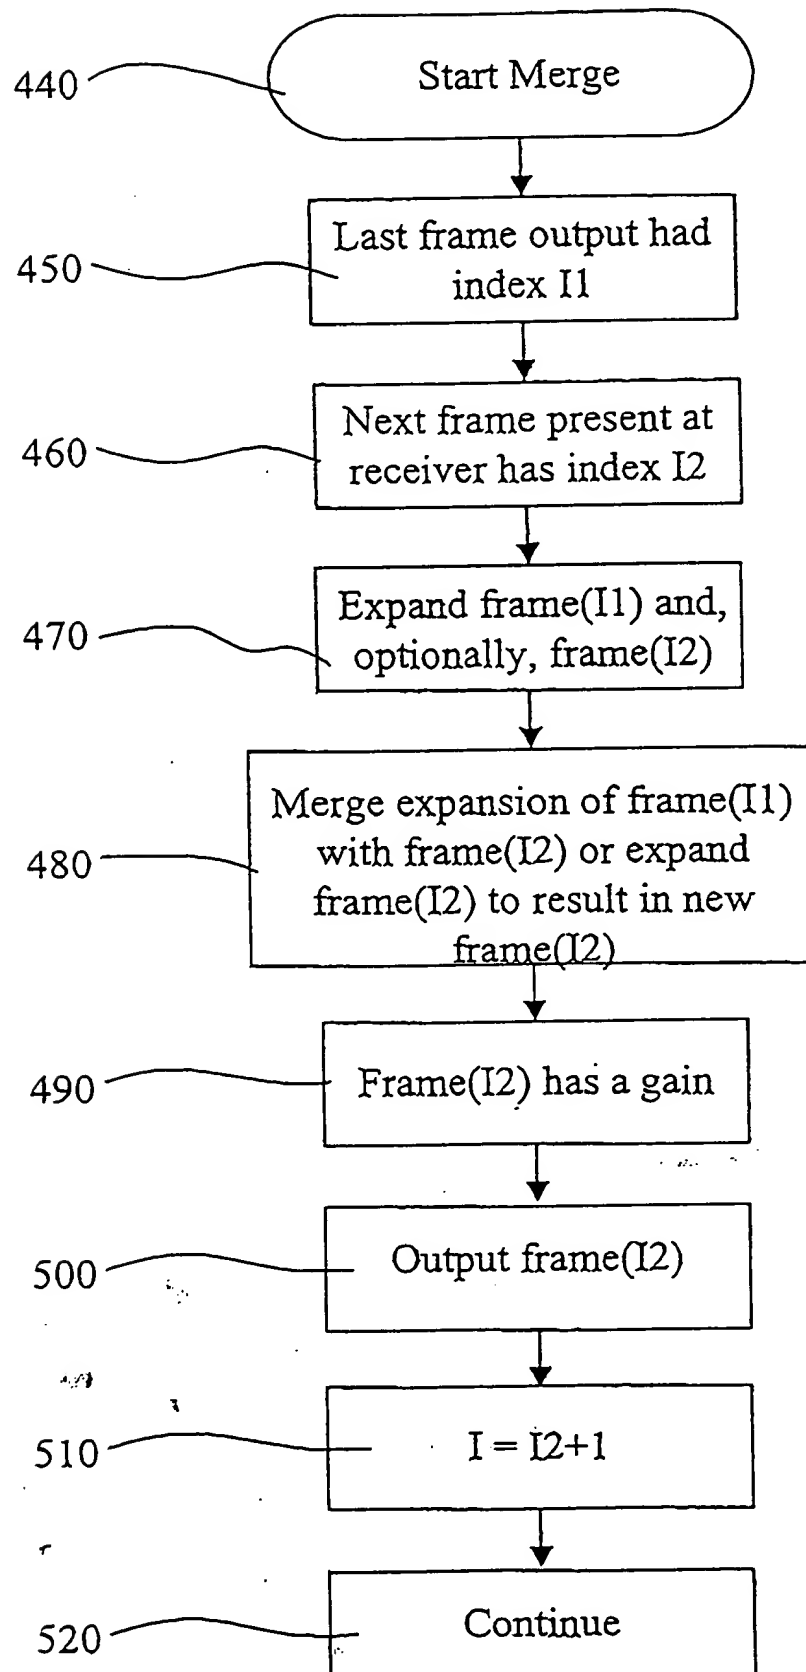 440
Start Merge
450
Last frame output had
index I1
460
Next frame present at
receiver has index I2
470
Expand frame(I1) and,
optionally, frame(I2)
480
Merge expansion of frame(I1)
with frame(I2) or expand
frame(I2) to result in new
frame(I2)
490
Frame(I2) has a gain
500
Output frame(I2)
510
I = I2+1
520
Continue